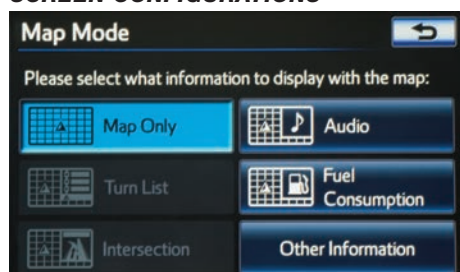 Map Mode
Please select what information to display with the map:
Map Only
Audio
Turn List
Fuel
Consumption
Intersection
Other Information